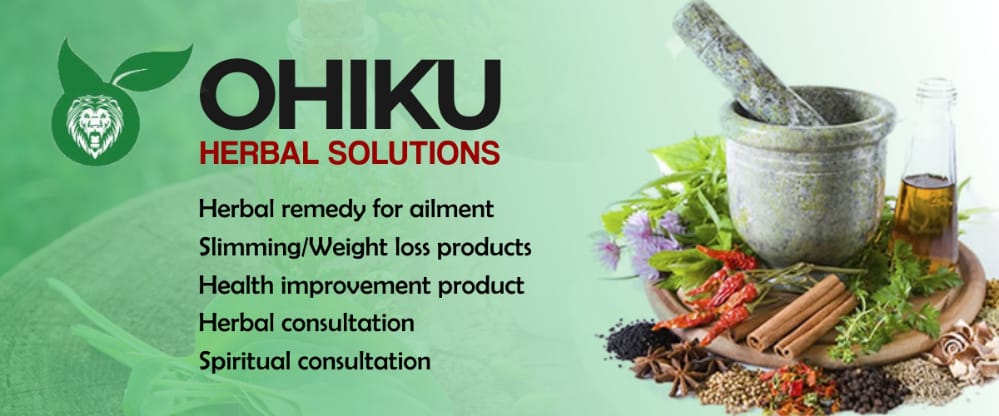 OHIKU
HERBAL SOLUTIONS
Herbal remedy for ailment
Slimming/Weight loss products
Health improvement product
Herbal consultation
Spiritual consultation